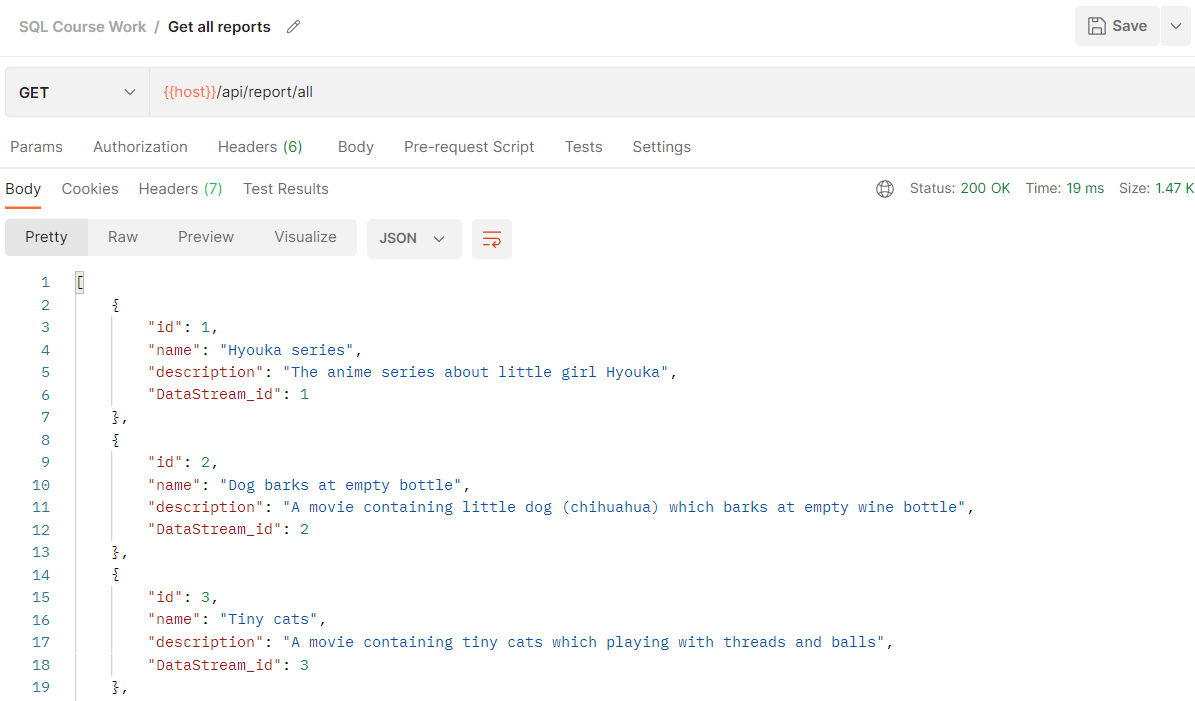 SQL Course Work / Get all reports
Save
GET
{{host}}/api/report/all
Params Authorization Headers (6) Body Pre-request Script Tests Settings
Body Cookies Headers (7) Test Results Status: 200 OK Time: 19 ms Size: 1.47 K
Pretty Raw Preview Visualize JSON
1 [
2 {
3 "id": 1,
4 "name": "Hyouka series",
5 "description": "The anime series about little girl Hyouka",
6 "DataStream_id": 1
7 },
8 {
9 "id": 2,
10 "name": "Dog barks at empty bottle",
11 "description": "A movie containing little dog (chihuahua) which barks at empty wine bottle",
12 "DataStream_id": 2
13 },
14 {
15 "id": 3,
16 "name": "Tiny cats",
17 "description": "A movie containing tiny cats which playing with threads and balls",
18 "DataStream_id": 3
19 },